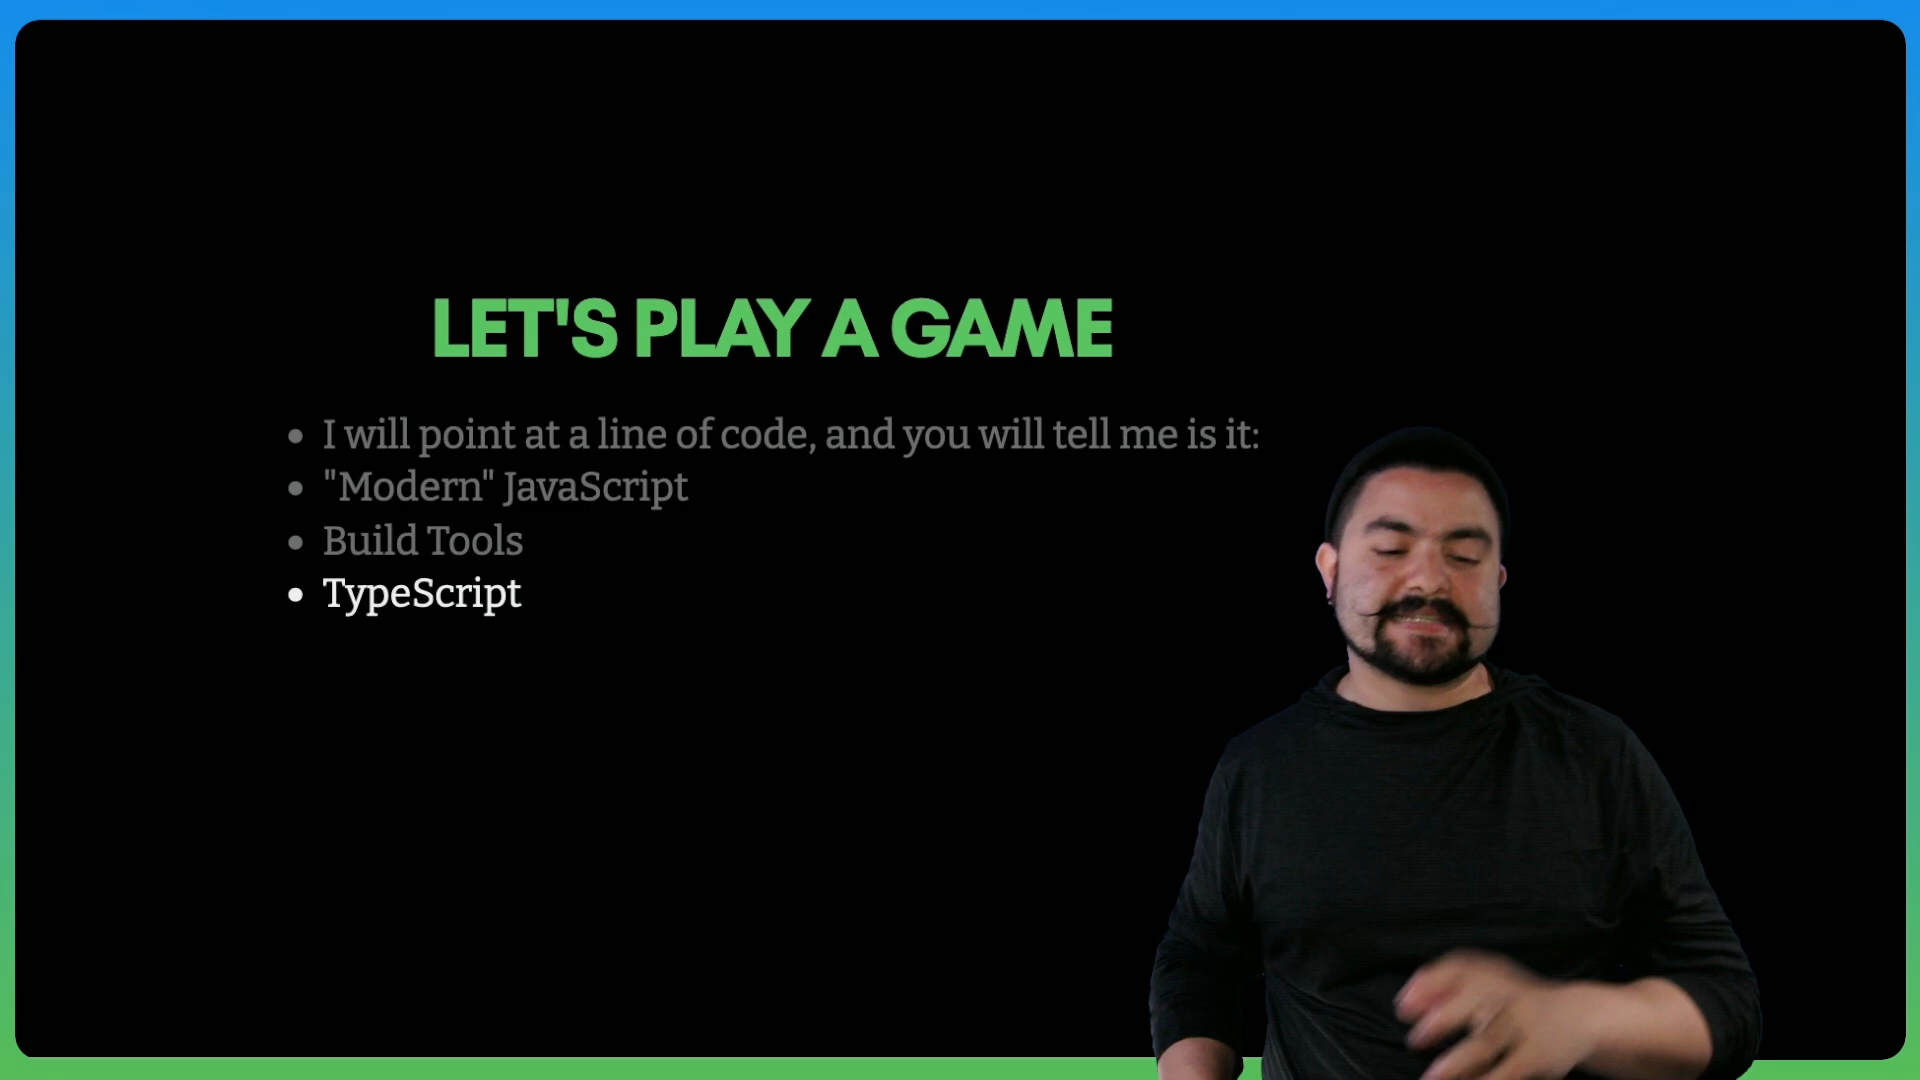 LET'S PLAY A GAME
I will point at a line of code, and you will tell me is it:
"Modern" JavaScript
Build Tools
TypeScript